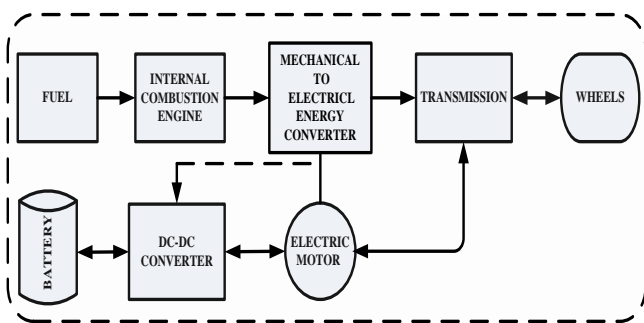 FUEL
INTERNAL
COMBUSTION
ENGINE
MECHANICAL
TO
ELECTRICL
ENERGY
CONVERTER
TRANSMISSION
WHEELS
BATTERY
DC-DC
CONVERTER
ELECTRIC
MOTOR